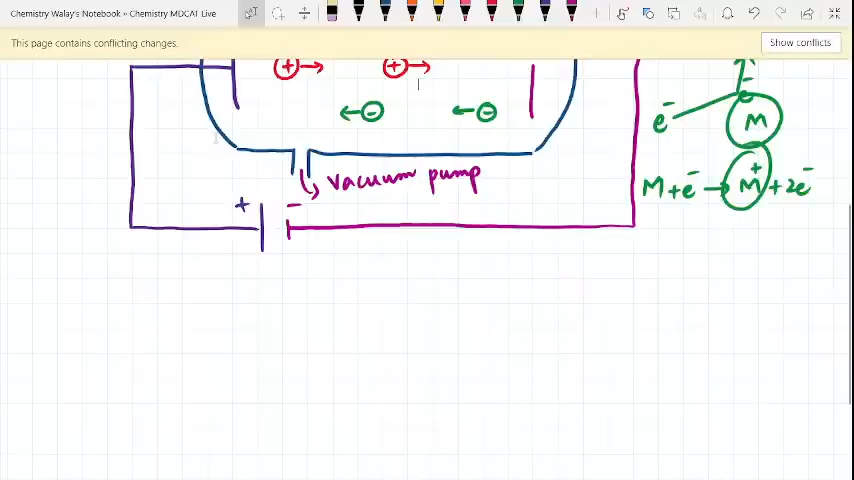 Chemistry Walay's Notebook » Chemistry MDCAT Live
This page contains conflicting changes.
Show conflicts
+ → + →
← - ← -
e⁻
M
vacuum pump
M + e⁻ → M⁺ + 2e⁻
+ -